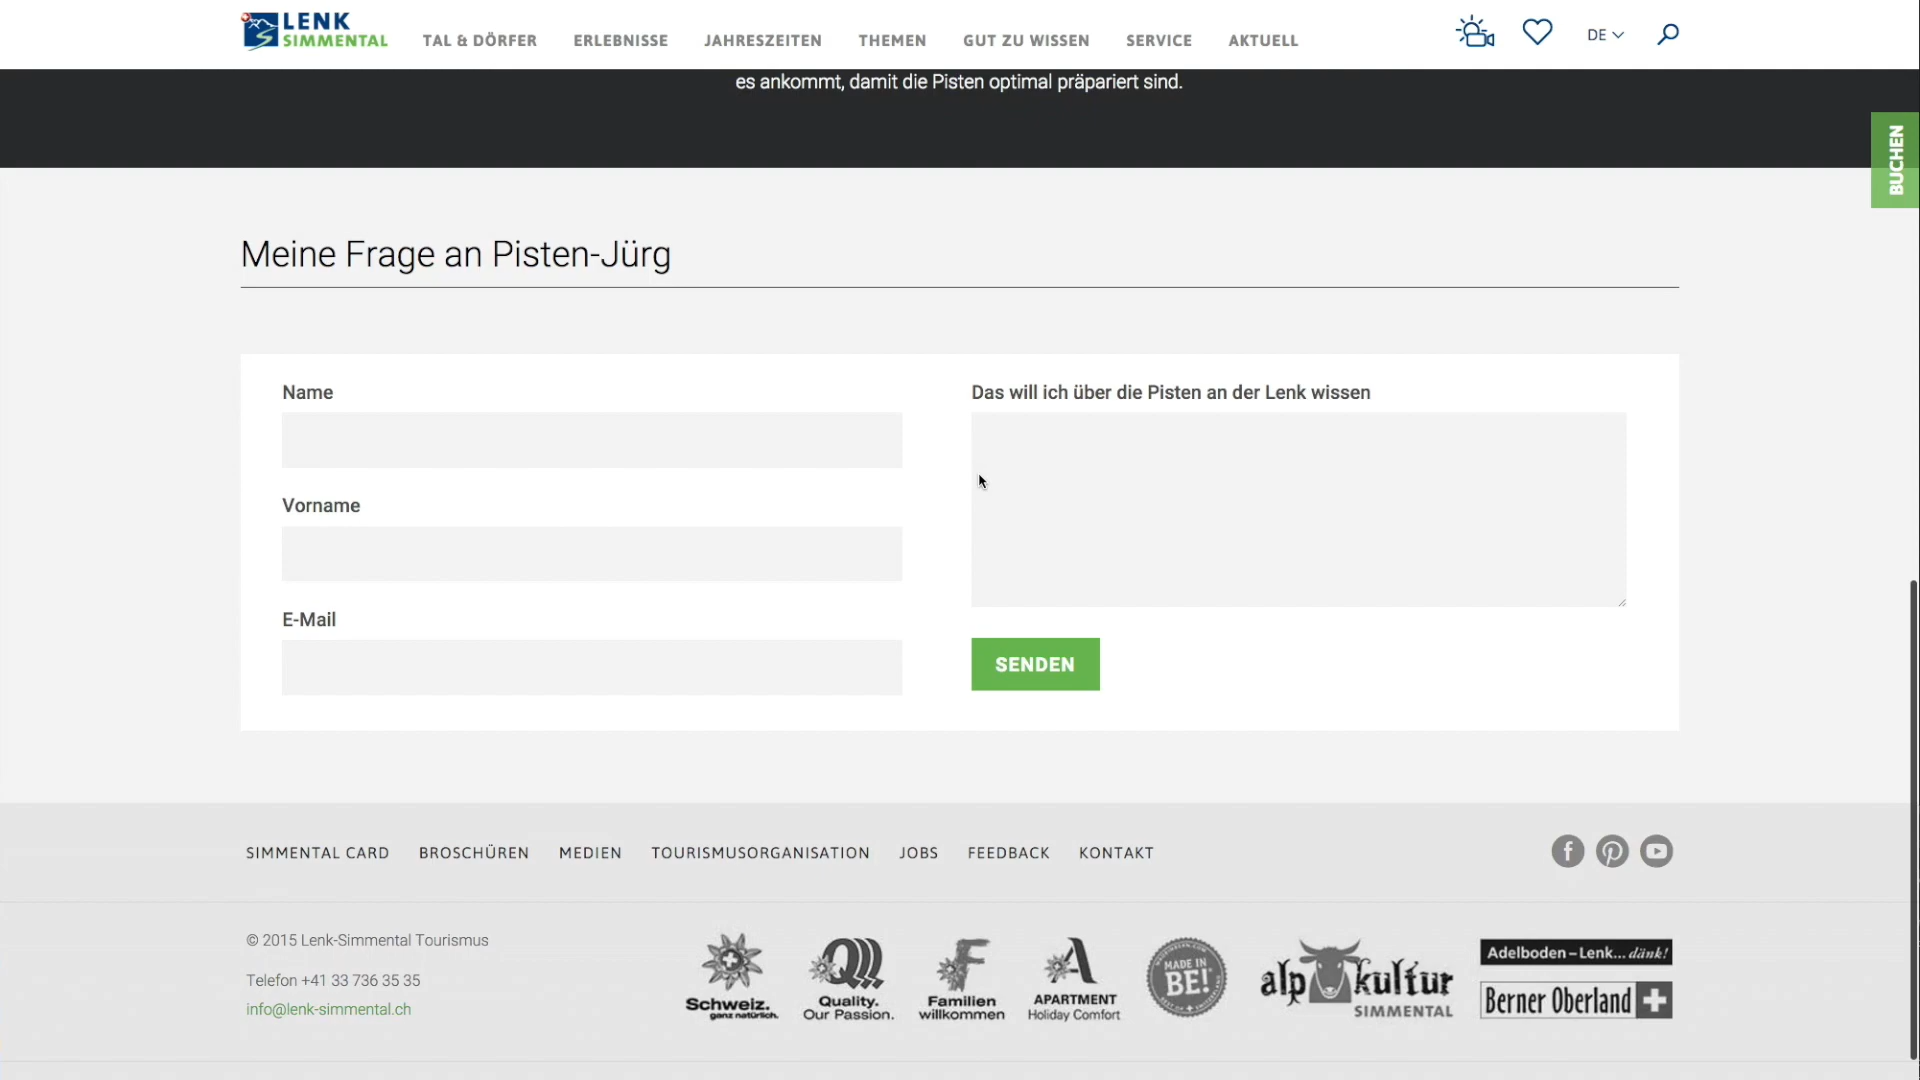 LENK
SIMMENTAL
TAL & DÖRFER
ERLEBNISSE
JAHRESZEITEN
THEMEN
GUT ZU WISSEN
SERVICE
AKTUELL
DE
es ankommt, damit die Pisten optimal präpariert sind.
BUCHEN
Meine Frage an Pisten-Jürg
Name
Das will ich über die Pisten an der Lenk wissen
Vorname
E-Mail
SENDEN
SIMMENTAL CARD
BROSCHÜREN
MEDIEN
TOURISMUSORGANISATION
JOBS
FEEDBACK
KONTAKT
© 2015 Lenk-Simmental Tourismus
Telefon +41 33 736 35 35
info@lenk-simmental.ch
Schweiz.
ganz natürlich.
Quality.
Our Passion.
Familien
willkommen
APARTMENT
Holiday Comfort
MADE IN
BE!
alpkultur
SIMMENTAL
Adelboden–Lenk... dänk!
Berner Oberland